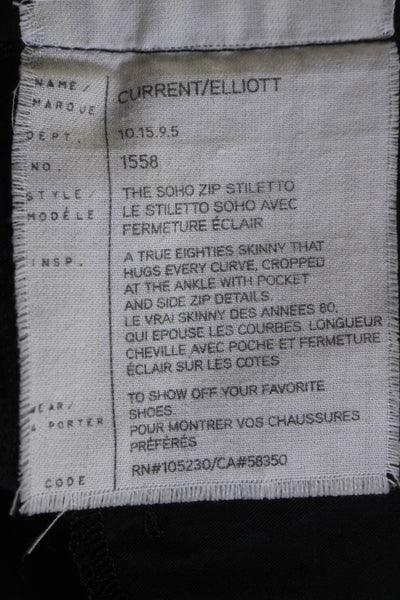 NAME/ CURRENT/ELLIOTT
MARQUE
DEPT. 10.15.9.5
NO. 1558
STYLE/ THE SOHO ZIP STILETTO
MODÈLE LE STILETTO SOHO AVEC
FERMETURE ÉCLAIR
INSP. A TRUE EIGHTIES SKINNY THAT
HUGS EVERY CURVE, CROPPED
AT THE ANKLE WITH POCKET
AND SIDE ZIP DETAILS.
LE VRAI SKINNY DES ANNÉES 80,
QUI EPOUSE LES COURBES. LONGUEUR
CHEVILLE AVEC POCHE ET FERMETURE
ÉCLAIR SUR LES COTES
WEAR/ TO SHOW OFF YOUR FAVORITE
SHOES.
A PORTER POUR MONTRER VOS CHAUSSURES
PRÉFÉRÉS
CODE RN#105230/CA#58350